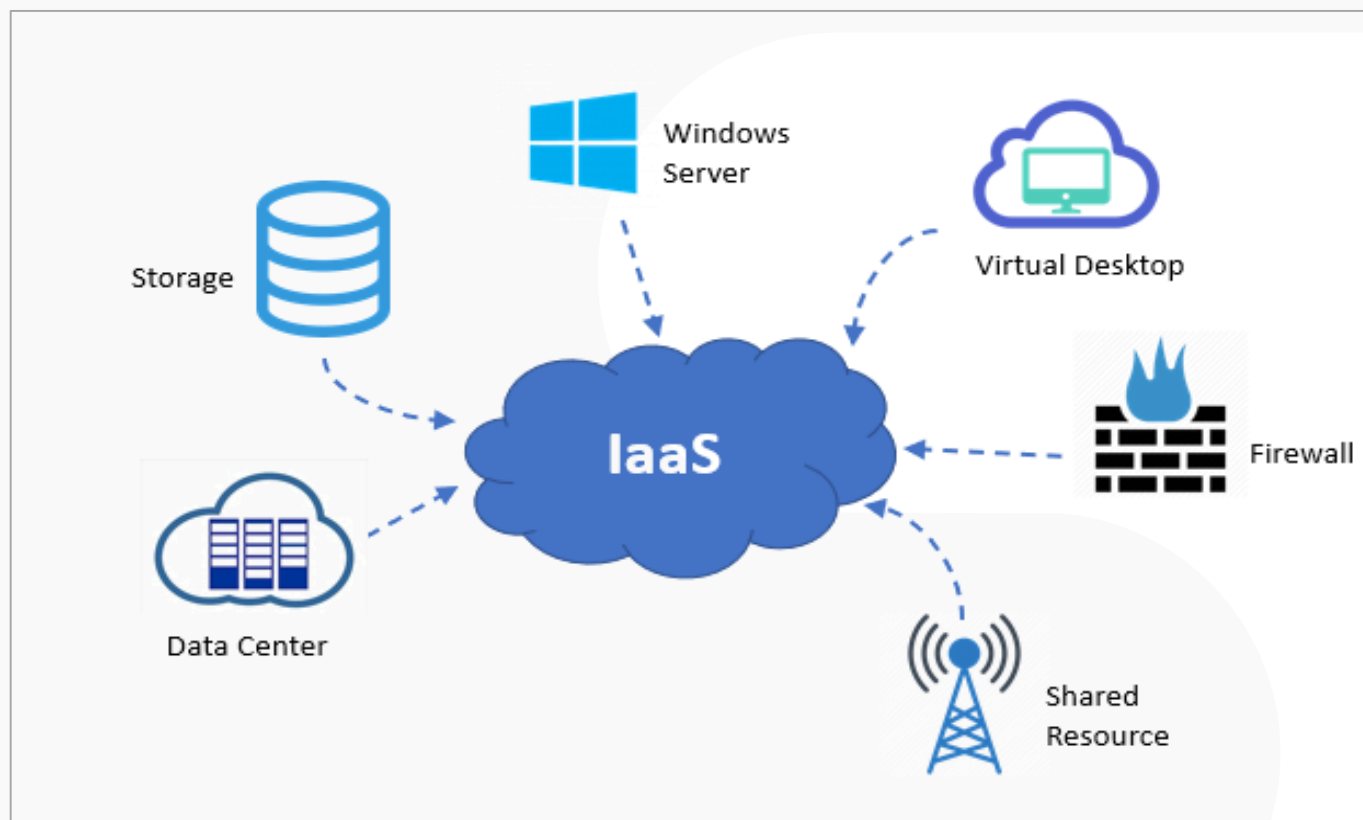 Windows
Server
Virtual Desktop
Storage
IaaS
Firewall
Data Center
Shared
Resource